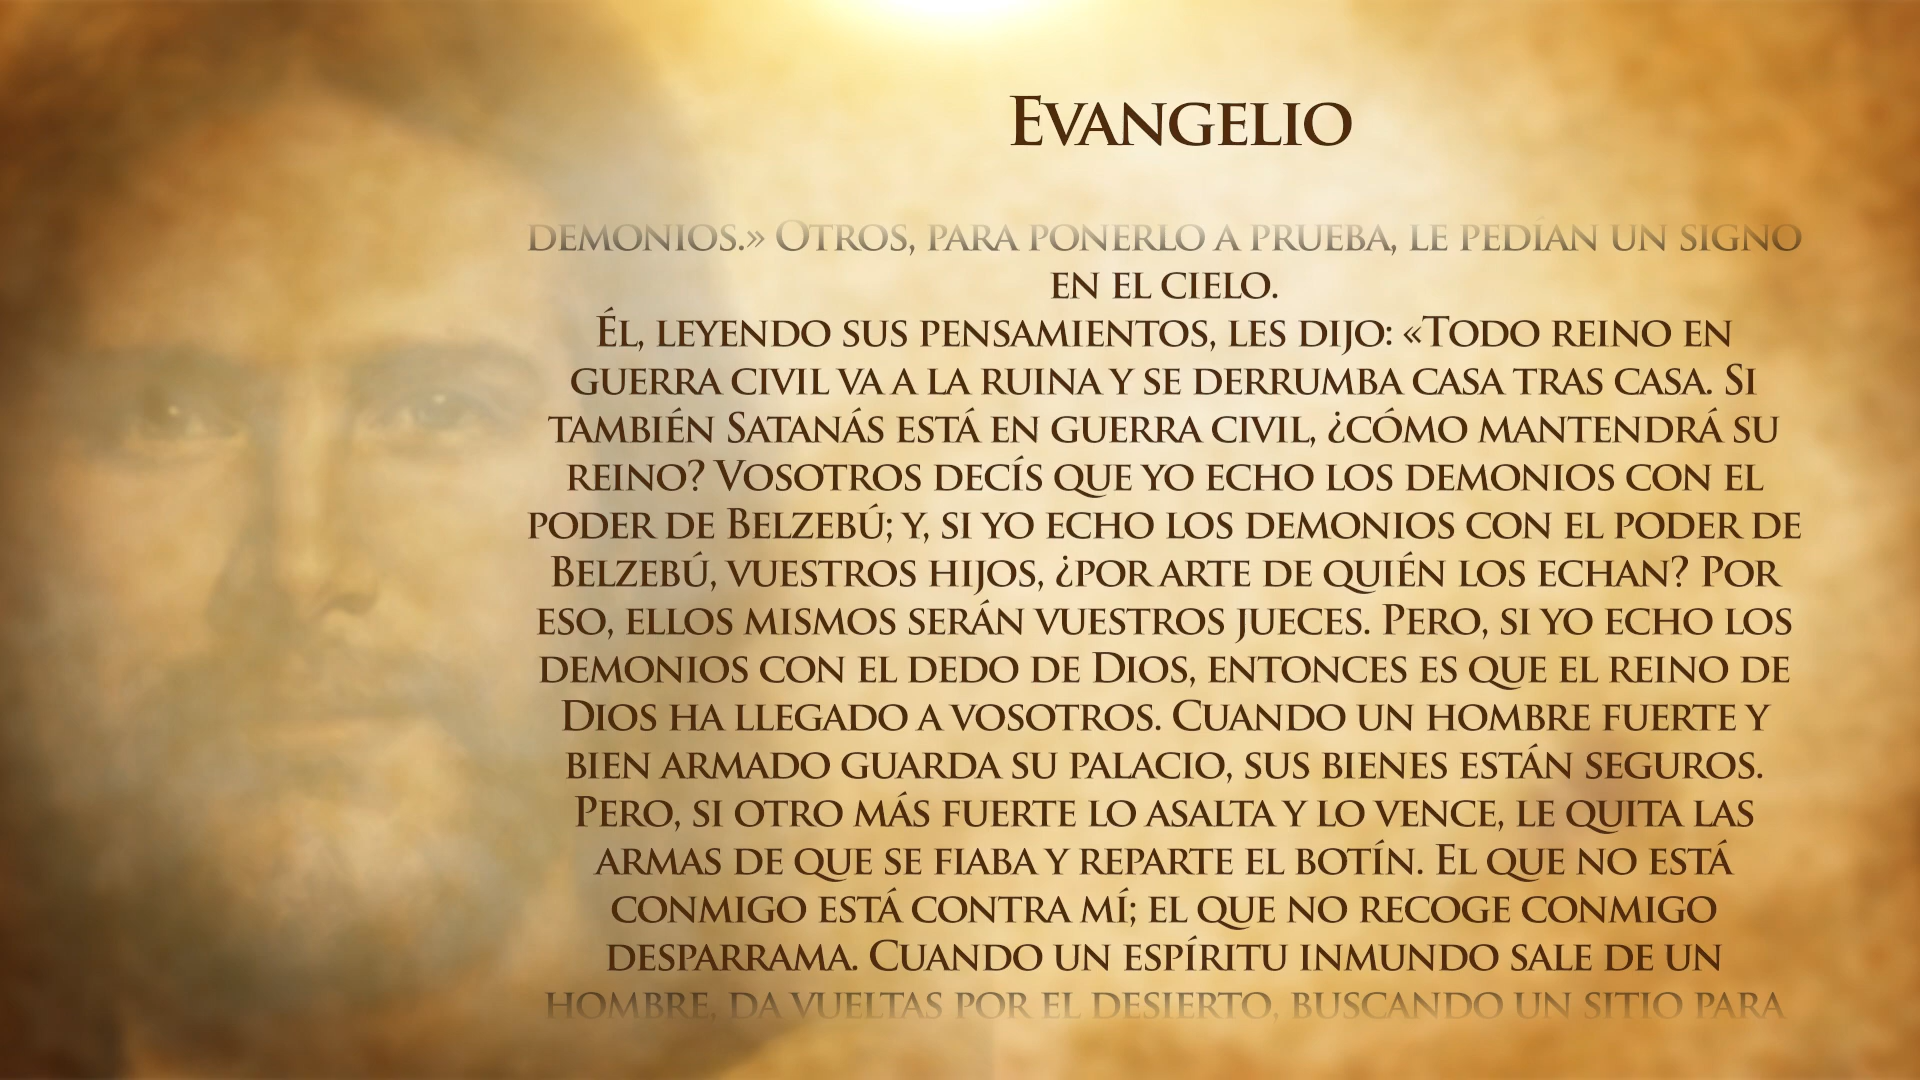 Evangelio
demonios.» Otros, para ponerlo a prueba, le pedían un signo
en el cielo.
Él, leyendo sus pensamientos, les dijo: «Todo reino en
guerra civil va a la ruina y se derrumba casa tras casa. Si
también Satanás está en guerra civil, ¿cómo mantendrá su
reino? Vosotros decís que yo echo los demonios con el
poder de Belzebú; y, si yo echo los demonios con el poder de
Belzebú, vuestros hijos, ¿por arte de quién los echan? Por
eso, ellos mismos serán vuestros jueces. Pero, si yo echo los
demonios con el dedo de Dios, entonces es que el reino de
Dios ha llegado a vosotros. Cuando un hombre fuerte y
bien armado guarda su palacio, sus bienes están seguros.
Pero, si otro más fuerte lo asalta y lo vence, le quita las
armas de que se fiaba y reparte el botín. El que no está
conmigo está contra mí; el que no recoge conmigo
desparrama. Cuando un espíritu inmundo sale de un
hombre, da vueltas por el desierto, buscando un sitio para